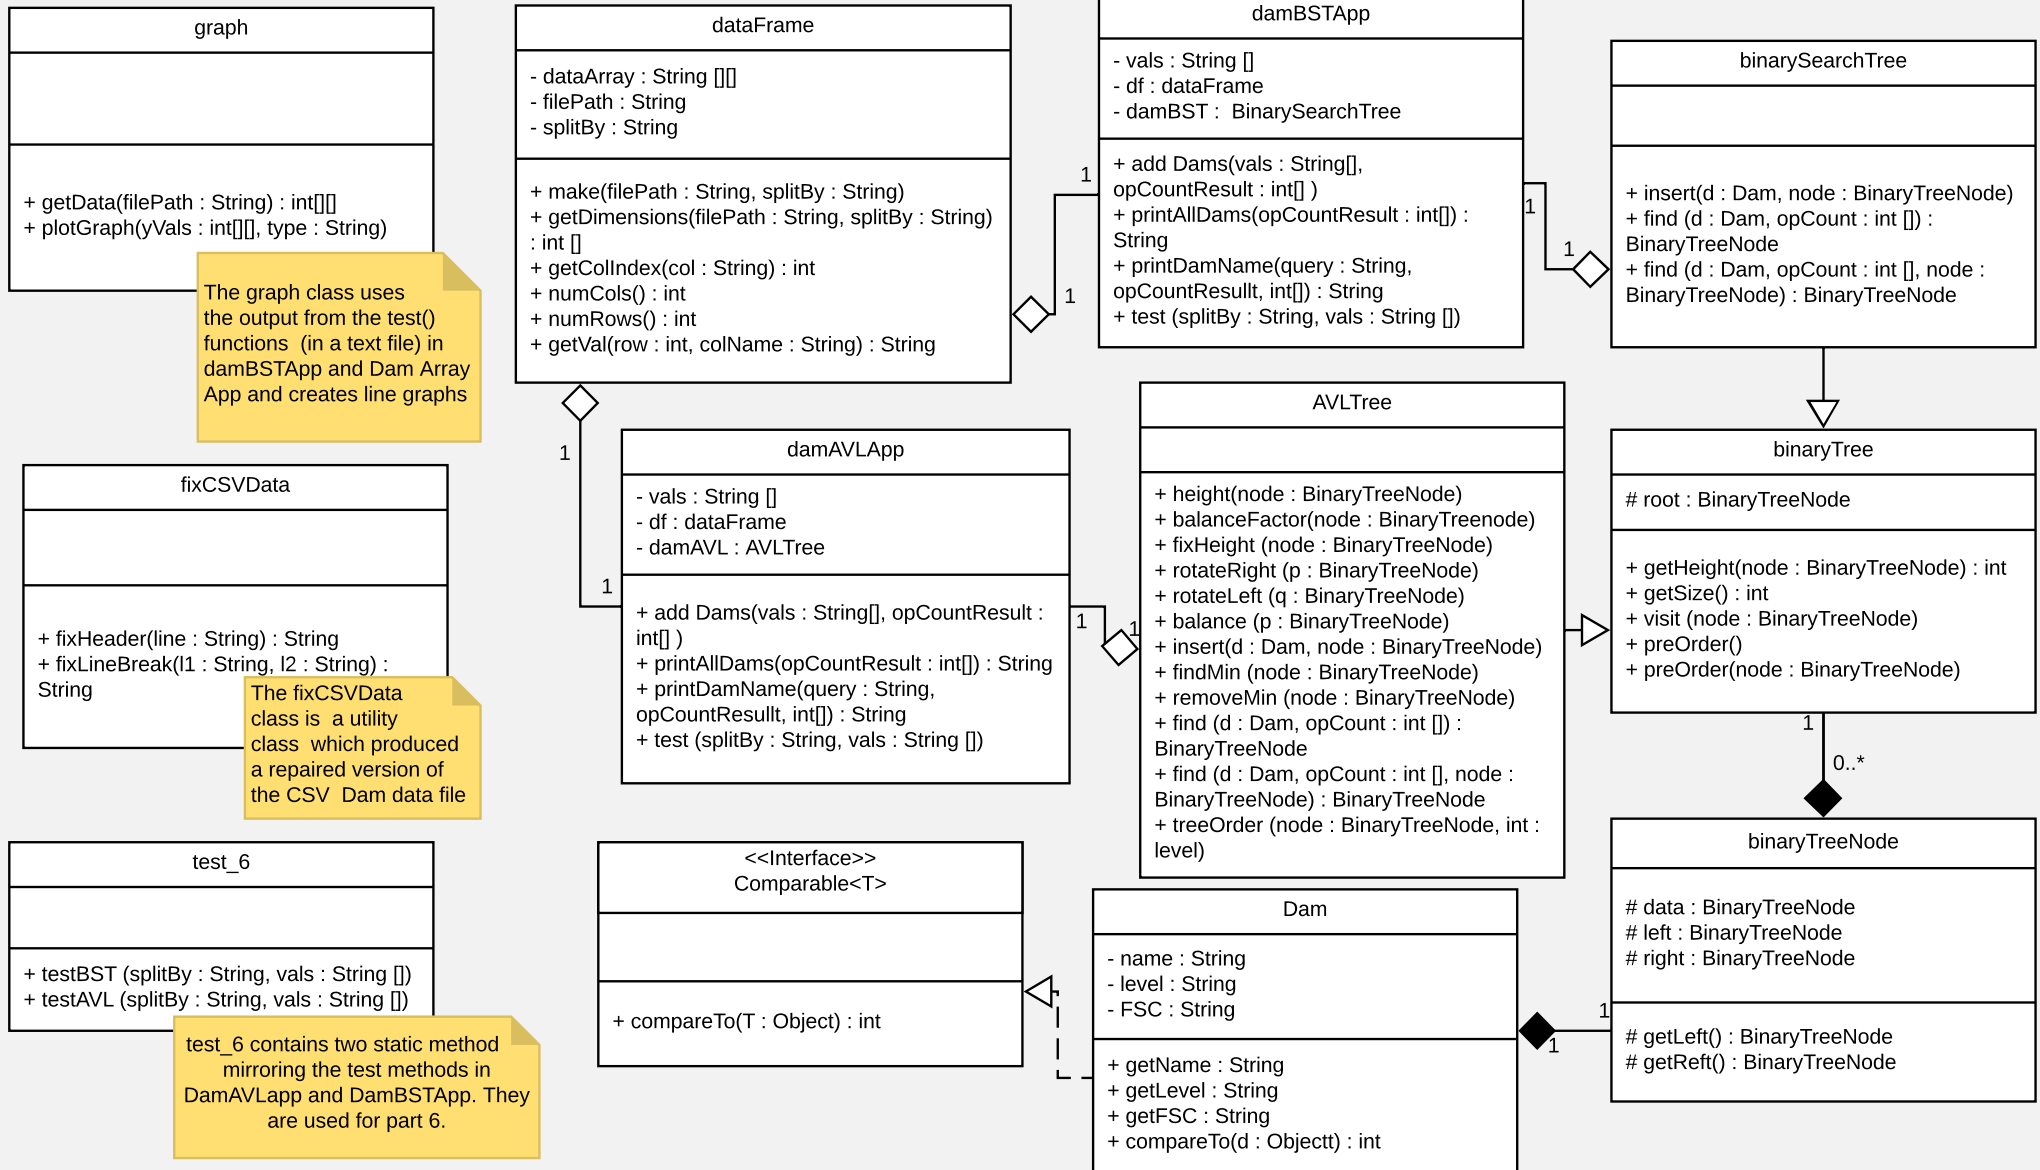 graph
+ getData(filePath : String) : int[][]
+ plotGraph(yVals : int[][], type : String)
The graph class uses
the output from the test()
functions  (in a text file) in
damBSTApp and Dam Array
App and creates line graphs
fixCSVData
+ fixHeader(line : String) : String
+ fixLineBreak(l1 : String, l2 : String) :
String
The fixCSVData
class is  a utility
class  which produced
a repaired version of
the CSV  Dam data file
test_6
+ testBST (splitBy : String, vals : String [])
+ testAVL (splitBy : String, vals : String [])
test_6 contains two static method
mirroring the test methods in
DamAVLapp and DamBSTApp. They
are used for part 6.
dataFrame
- dataArray : String [][]
- filePath : String
- splitBy : String
+ make(filePath : String, splitBy : String)
+ getDimensions(filePath : String, splitBy : String)
: int []
+ getColIndex(col : String) : int
+ numCols() : int
+ numRows() : int
+ getVal(row : int, colName : String) : String
1
1
1
1
damAVLApp
- vals : String []
- df : dataFrame
- damAVL : AVLTree
+ add Dams(vals : String[], opCountResult :
int[] )
+ printAllDams(opCountResult : int[]) : String
+ printDamName(query : String,
opCountResullt, int[]) : String
+ test (splitBy : String, vals : String [])
1
1
<<Interface>>
Comparable<T>
+ compareTo(T : Object) : int
damBSTApp
- vals : String []
- df : dataFrame
- damBST :  BinarySearchTree
+ add Dams(vals : String[],
opCountResult : int[] )
+ printAllDams(opCountResult : int[]) :
String
+ printDamName(query : String,
opCountResullt, int[]) : String
+ test (splitBy : String, vals : String [])
1
1
AVLTree
+ height(node : BinaryTreeNode)
+ balanceFactor(node : BinaryTreenode)
+ fixHeight (node : BinaryTreeNode)
+ rotateRight (p : BinaryTreeNode)
+ rotateLeft (q : BinaryTreeNode)
+ balance (p : BinaryTreeNode)
+ insert(d : Dam, node : BinaryTreeNode)
+ findMin (node : BinaryTreeNode)
+ removeMin (node : BinaryTreeNode)
+ find (d : Dam, opCount : int []) :
BinaryTreeNode
+ find (d : Dam, opCount : int [], node :
BinaryTreeNode) : BinaryTreeNode
+ treeOrder (node : BinaryTreeNode, int :
level)
Dam
- name : String
- level : String
- FSC : String
+ getName : String
+ getLevel : String
+ getFSC : String
+ compareTo(d : Objectt) : int
1
1
binarySearchTree
+ insert(d : Dam, node : BinaryTreeNode)
+ find (d : Dam, opCount : int []) :
BinaryTreeNode
+ find (d : Dam, opCount : int [], node :
BinaryTreeNode) : BinaryTreeNode
binaryTree
# root : BinaryTreeNode
+ getHeight(node : BinaryTreeNode) : int
+ getSize() : int
+ visit (node : BinaryTreeNode)
+ preOrder()
+ preOrder(node : BinaryTreeNode)
1
0..*
binaryTreeNode
# data : BinaryTreeNode
# left : BinaryTreeNode
# right : BinaryTreeNode
# getLeft() : BinaryTreeNode
# getReft() : BinaryTreeNode